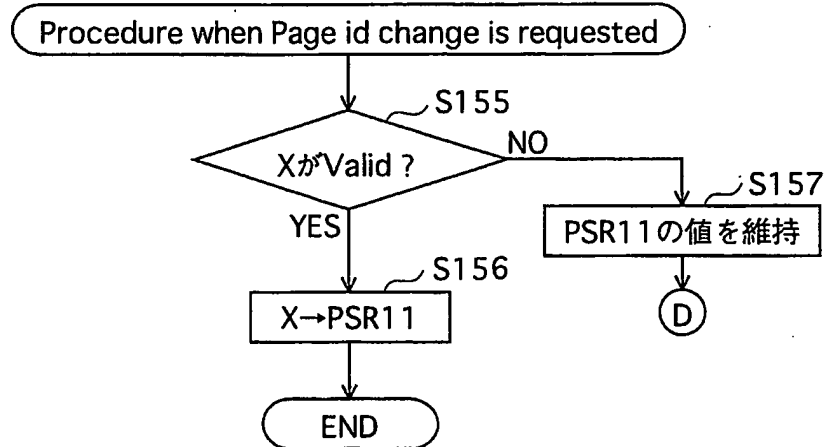 Procedure when Page id change is requested
S155
XがValid？
NO
YES
S157
PSR11の値を維持
S156
X→PSR11
D
END